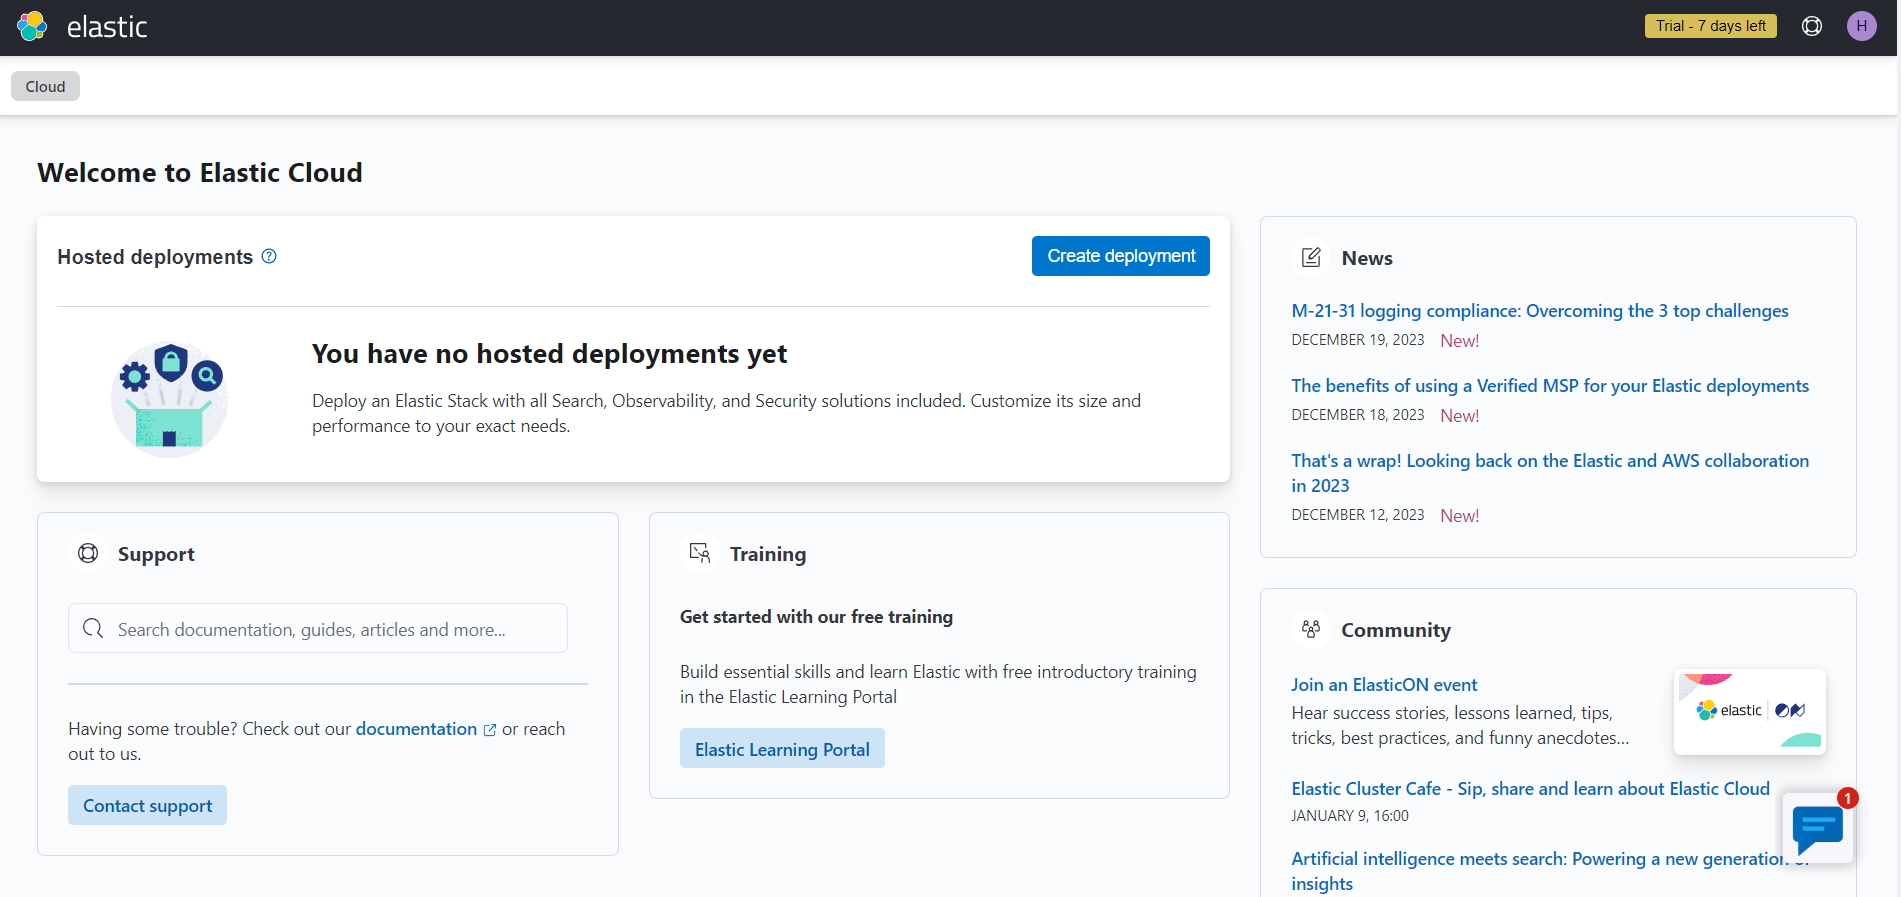 elastic
Trial - 7 days left
H
Cloud
Welcome to Elastic Cloud
Hosted deployments
Create deployment
You have no hosted deployments yet
Deploy an Elastic Stack with all Search, Observability, and Security solutions included. Customize its size and
performance to your exact needs.
Support
Search documentation, guides, articles and more...
Having some trouble? Check out our documentation or reach
out to us.
Contact support
Training
Get started with our free training
Build essential skills and learn Elastic with free introductory training
in the Elastic Learning Portal
Elastic Learning Portal
News
M-21-31 logging compliance: Overcoming the 3 top challenges
DECEMBER 19, 2023 New!
The benefits of using a Verified MSP for your Elastic deployments
DECEMBER 18, 2023 New!
That's a wrap! Looking back on the Elastic and AWS collaboration
in 2023
DECEMBER 12, 2023 New!
Community
Join an ElasticON event
Hear success stories, lessons learned, tips,
tricks, best practices, and funny anecdotes...
elastic ON
Elastic Cluster Cafe - Sip, share and learn about Elastic Cloud
JANUARY 9, 16:00
1
Artificial intelligence meets search: Powering a new generation
insights